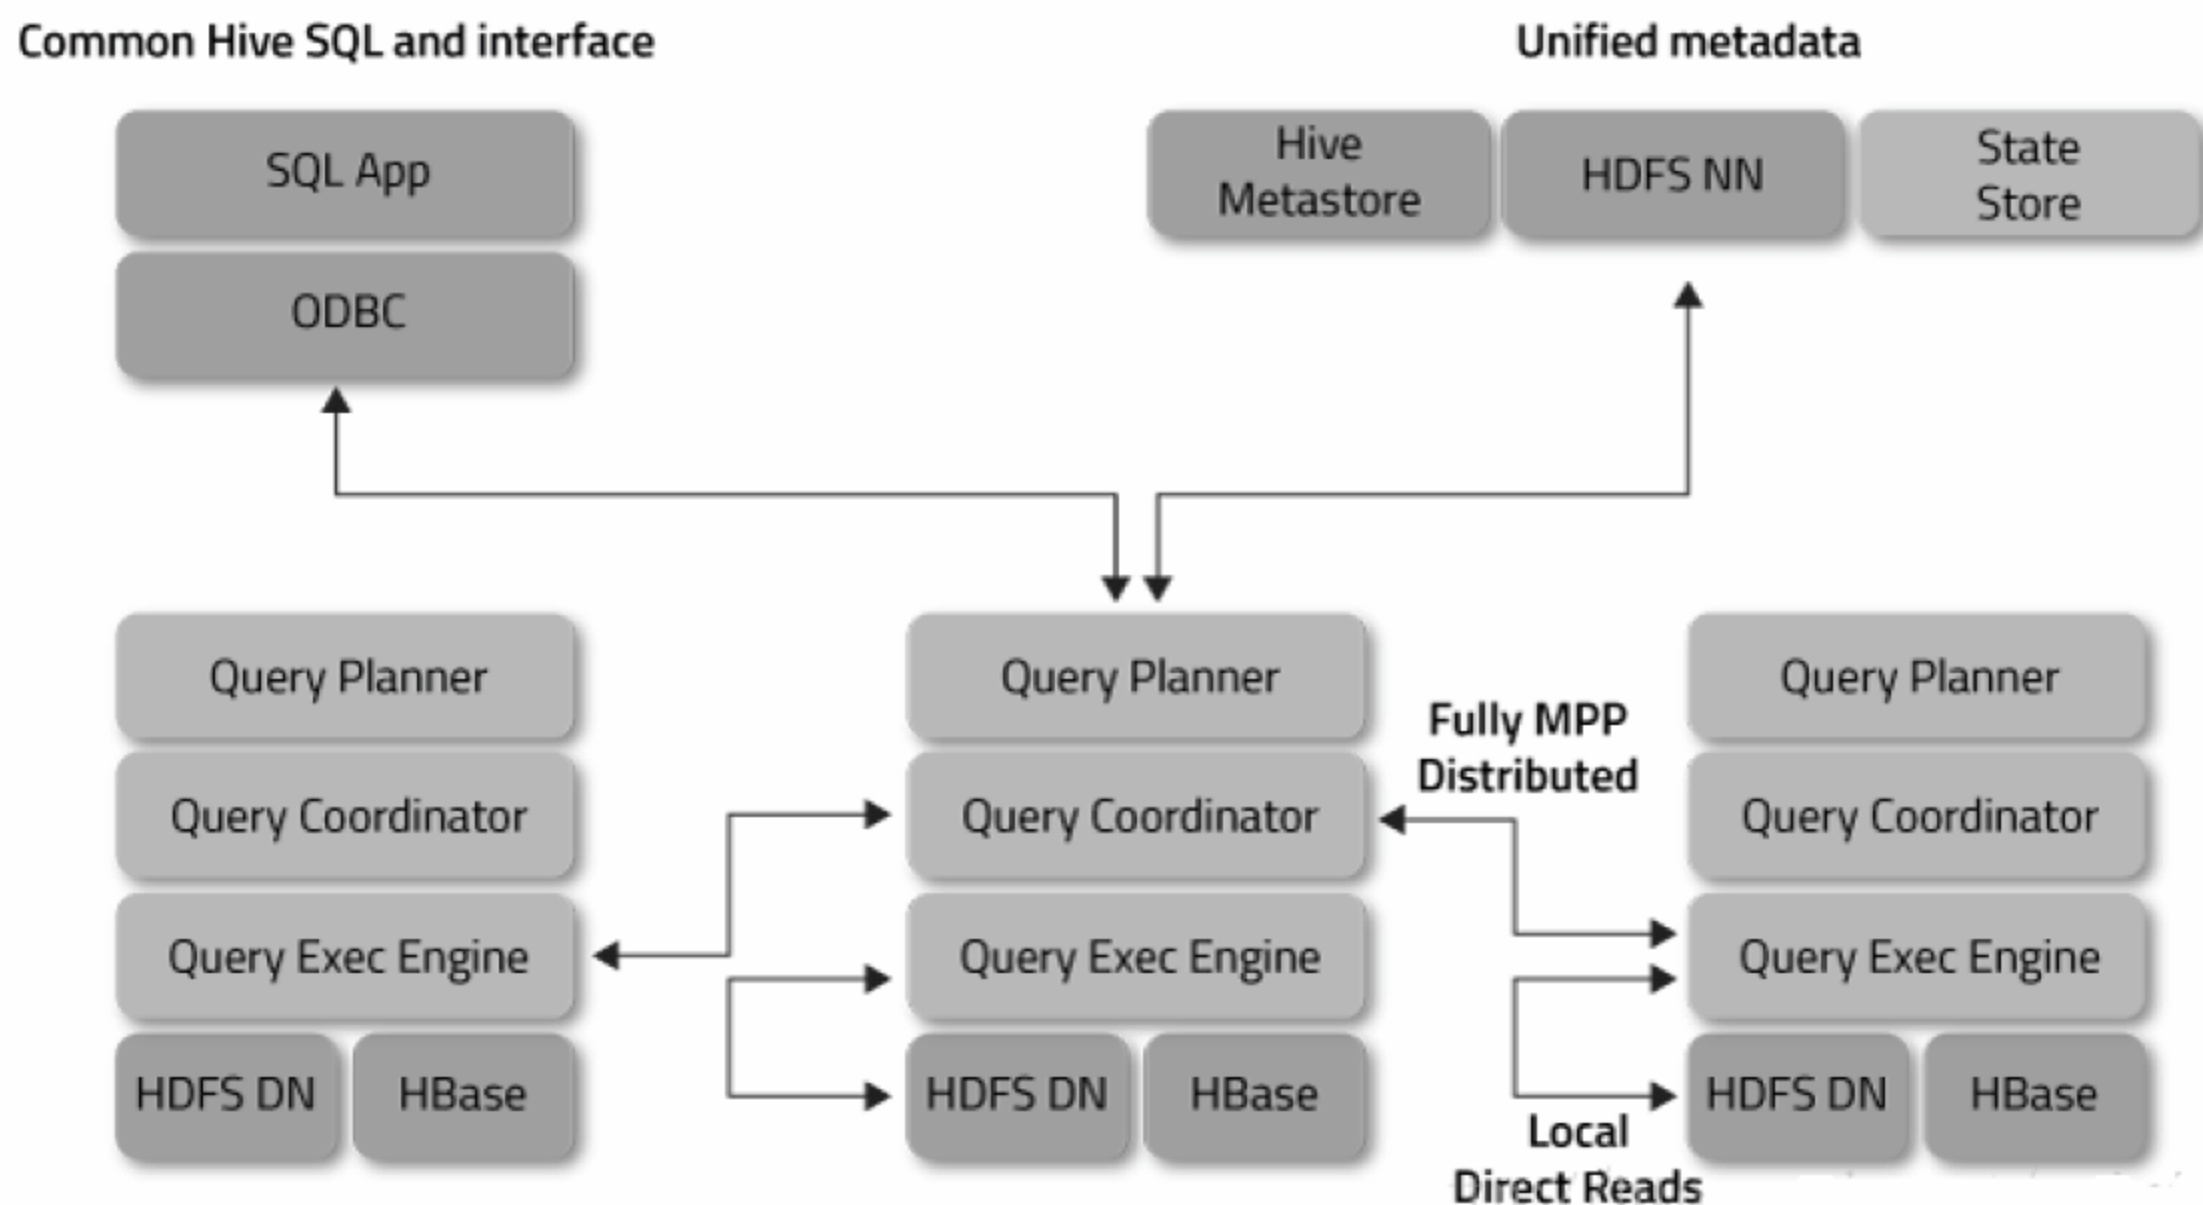 Common Hive SQL and interface
Unified metadata
SQL App
ODBC
Hive
Metastore
HDFS NN
State
Store
Query Planner
Query Coordinator
Query Exec Engine
HDFS DN
HBase
Query Planner
Query Coordinator
Query Exec Engine
HDFS DN
HBase
Fully MPP
Distributed
Local
Direct Reads
Query Planner
Query Coordinator
Query Exec Engine
HDFS DN
HBase